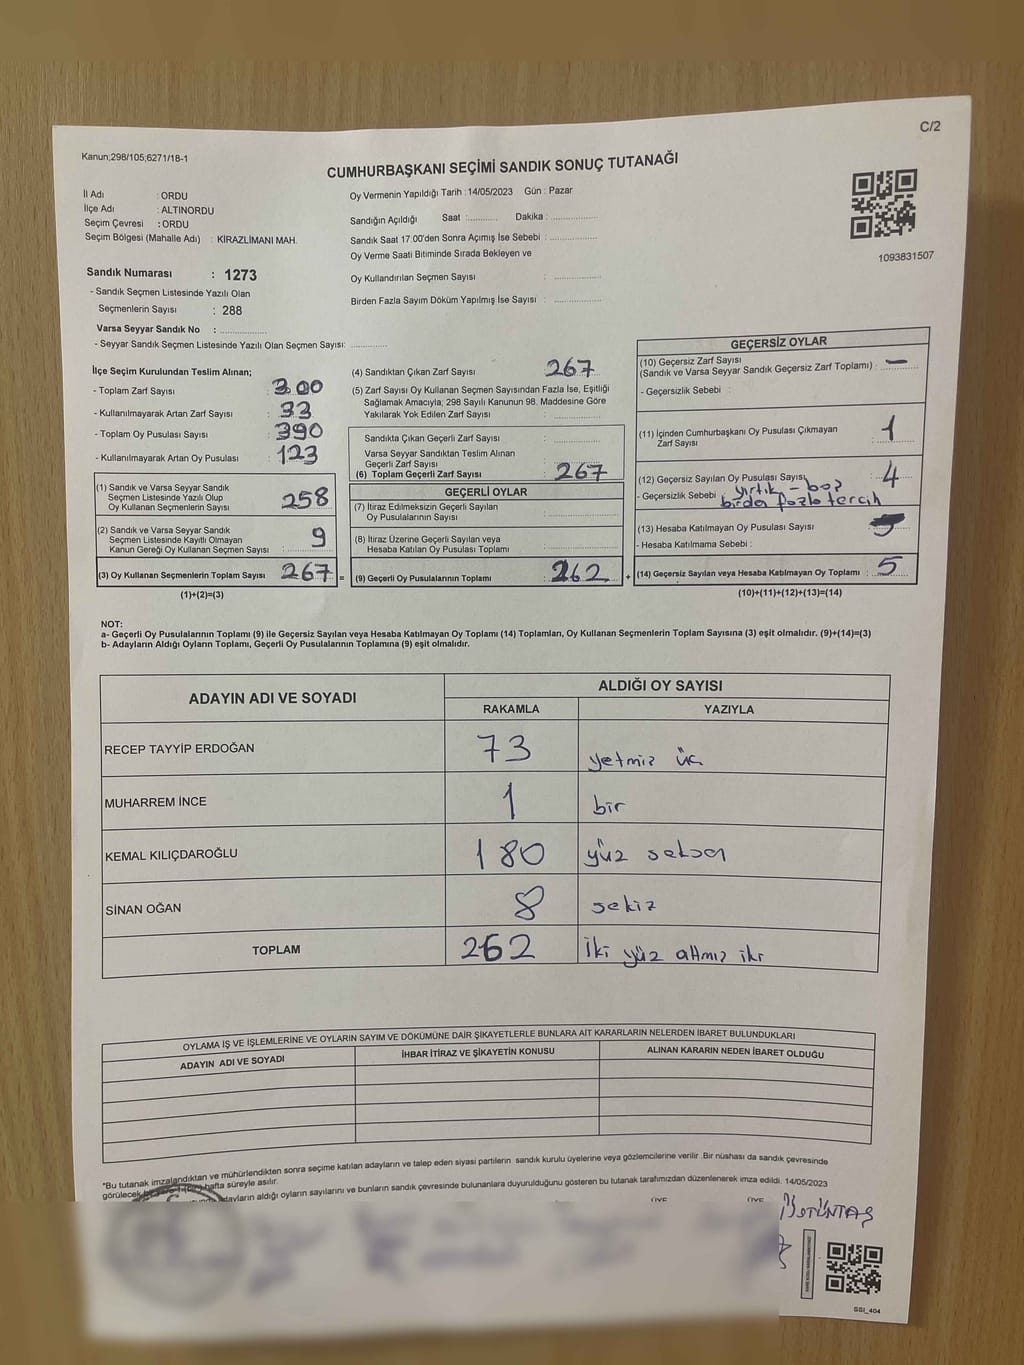 C/2
Kanun;298/105;6271/18-1
CUMHURBAŞKANI SEÇİMİ SANDIK SONUÇ TUTANAĞI
İl Adı : ORDU
İlçe Adı : ALTINORDU
Seçim Çevresi : ORDU
Seçim Bölgesi (Mahalle Adı) : KİRAZLİMANI MAH.
Sandık Numarası : 1273
- Sandık Seçmen Listesinde Yazılı Olan
Seçmenlerin Sayısı : 288
Varsa Seyyar Sandık No : ....................
- Seyyar Sandık Seçmen Listesinde Yazılı Olan Seçmen Sayısı: ...............
Oy Vermenin Yapıldığı Tarih : 14/05/2023 Gün : Pazar
Sandığın Açıldığı Saat :............ Dakika : ....................
Sandık Saat 17:00'den Sonra Açımış İse Sebebi : ....................
Oy Verme Saati Bitiminde Sırada Bekleyen ve
Oy Kullandırılan Seçmen Sayısı : ....................
Birden Fazla Sayım Döküm Yapılmış İse Sayısı : ....................
1093831507
İlçe Seçim Kurulundan Teslim Alınan;
- Toplam Zarf Sayısı : 300
- Kullanılmayarak Artan Zarf Sayısı : 33
- Toplam Oy Pusulası Sayısı : 390
- Kullanılmayarak Artan Oy Pusulası : 123
(1) Sandık ve Varsa Seyyar Sandık
Seçmen Listesinde Yazılı Olup
Oy Kullanan Seçmenlerin Sayısı : 258
(2) Sandık ve Varsa Seyyar Sandık
Seçmen Listesinde Kayıtlı Olmayan
Kanun Gereği Oy Kullanan Seçmen Sayısı : 9
(3) Oy Kullanan Seçmenlerin Toplam Sayısı : 267 =
(1)+(2)=(3)
(4) Sandıktan Çıkan Zarf Sayısı : 267
(5) Zarf Sayısı Oy Kullanan Seçmen Sayısından Fazla İse, Eşitliği
Sağlamak Amacıyla; 298 Sayılı Kanunun 98. Maddesine Göre
Yakılarak Yok Edilen Zarf Sayısı : ....................
Sandıkta Çıkan Geçerli Zarf Sayısı : ....................
Varsa Seyyar Sandıktan Teslim Alınan
Geçerli Zarf Sayısı : ....................
(6) Toplam Geçerli Zarf Sayısı : 267
GEÇERLİ OYLAR
(7) İtiraz Edilmeksizin Geçerli Sayılan
Oy Pusulalarının Sayısı : ....................
(8) İtiraz Üzerine Geçerli Sayılan veya
Hesaba Katılan Oy Pusulası Toplamı : ....................
(9) Geçerli Oy Pusulalarının Toplamı : 262 +
GEÇERSİZ OYLAR
(10) Geçersiz Zarf Sayısı
(Sandık ve Varsa Seyyar Sandık Geçersiz Zarf Toplamı) : -
- Geçersizlik Sebebi :
(11) İçinden Cumhurbaşkanı Oy Pusulası Çıkmayan
Zarf Sayısı : 1
(12) Geçersiz Sayılan Oy Pusulası Sayısı : 4
- Geçersizlik Sebebi yırtık - boş
birden fazla tercih
(13) Hesaba Katılmayan Oy Pusulası Sayısı :
- Hesaba Katılmama Sebebi :
(14) Geçersiz Sayılan veya Hesaba Katılmayan Oy Toplamı : 5
(10)+(11)+(12)+(13)=(14)
NOT:
a- Geçerli Oy Pusulalarının Toplamı (9) ile Geçersiz Sayılan veya Hesaba Katılmayan Oy Toplamı (14) Toplamları, Oy Kullanan Seçmenlerin Toplam Sayısına (3) eşit olmalıdır. (9)+(14)=(3)
b- Adayların Aldığı Oyların Toplamı, Geçerli Oy Pusulalarının Toplamına (9) eşit olmalıdır.
ADAYIN ADI VE SOYADI
ALDIĞI OY SAYISI
RAKAMLA YAZIYLA
RECEP TAYYİP ERDOĞAN 73 yetmiş üç
MUHARREM İNCE 1 bir
KEMAL KILIÇDAROĞLU 180 yüz seksen
SİNAN OĞAN 8 sekiz
TOPLAM 262 iki yüz altmış iki
OYLAMA İŞ VE İŞLEMLERİNE VE OYLARIN SAYIM VE DÖKÜMÜNE DAİR ŞİKAYETLERLE BUNLARA AİT KARARLARIN NELERDEN İBARET BULUNDUKLARI
ADAYIN ADI VE SOYADI İHBAR İTİRAZ VE ŞİKAYETİN KONUSU ALINAN KARARIN NEDEN İBARET OLDUĞU
*Bu tutanak imzalandıktan ve mühürlendikten sonra seçime katılan adayların ve talep eden siyasi partilerin sandık kurulu üyelerine veya gözlemcilerine verilir .Bir nüshası da sandık çevresinde
görülecek hafta süreyle asılır.
adayların aldığı oyların sayılarını ve bunların sandık çevresinde bulunanlara duyurulduğunu gösteren bu tutanak tarafımızdan düzenlenerek imza edildi. 14/05/2023
ÜYE ÜYE
SSI_404